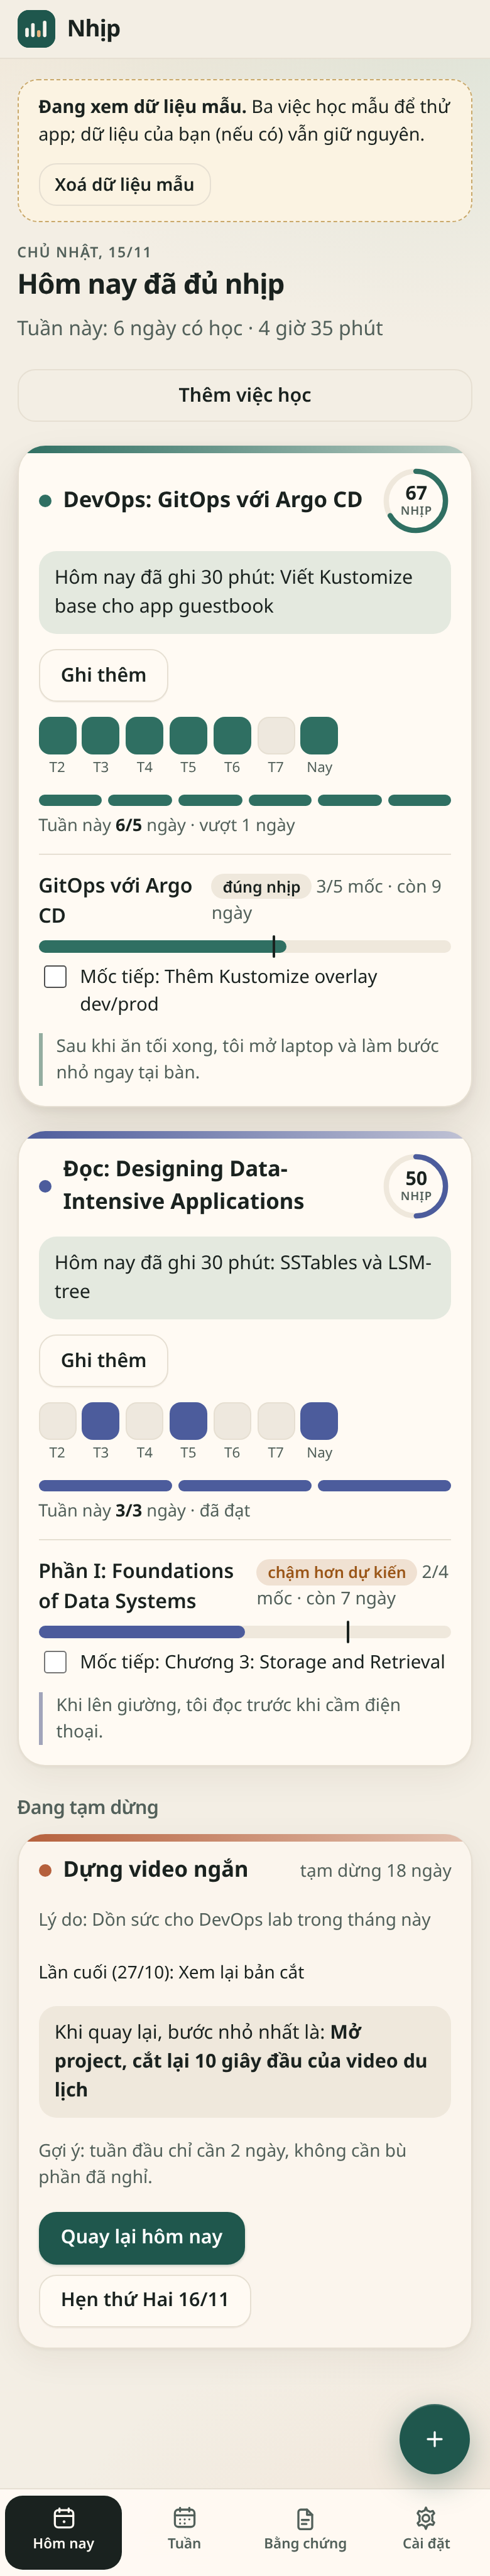 Nhịp
Đang xem dữ liệu mẫu. Ba việc học mẫu để thử
app; dữ liệu của bạn (nếu có) vẫn giữ nguyên.
Xoá dữ liệu mẫu
CHỦ NHẬT, 15/11
Hôm nay đã đủ nhịp
Tuần này: 6 ngày có học · 4 giờ 35 phút
Thêm việc học
DevOps: GitOps với Argo CD
67
NHỊP
Hôm nay đã ghi 30 phút: Viết Kustomize
base cho app guestbook
Ghi thêm
T2 T3 T4 T5 T6 T7 Nay
Tuần này 6/5 ngày · vượt 1 ngày
GitOps với Argo
CD
đúng nhịp 3/5 mốc · còn 9
ngày
Mốc tiếp: Thêm Kustomize overlay
dev/prod
Sau khi ăn tối xong, tôi mở laptop và làm bước
nhỏ ngay tại bàn.
Đọc: Designing Data-
Intensive Applications
50
NHỊP
Hôm nay đã ghi 30 phút: SSTables và LSM-
tree
Ghi thêm
T2 T3 T4 T5 T6 T7 Nay
Tuần này 3/3 ngày · đã đạt
Phần I: Foundations
of Data Systems
chậm hơn dự kiến 2/4
mốc · còn 7 ngày
Mốc tiếp: Chương 3: Storage and Retrieval
Khi lên giường, tôi đọc trước khi cầm điện
thoại.
Đang tạm dừng
Dựng video ngắn
tạm dừng 18 ngày
Lý do: Dồn sức cho DevOps lab trong tháng này
Lần cuối (27/10): Xem lại bản cắt
Khi quay lại, bước nhỏ nhất là: Mở
project, cắt lại 10 giây đầu của video du
lịch
Gợi ý: tuần đầu chỉ cần 2 ngày, không cần bù
phần đã nghỉ.
Quay lại hôm nay
Hẹn thứ Hai 16/11
+
Hôm nay
Tuần
Bằng chứng
Cài đặt